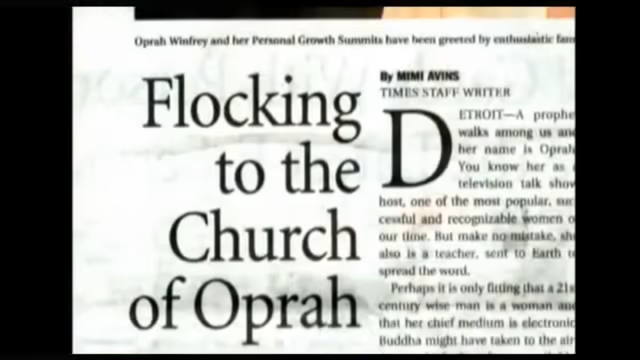 Oprah Winfrey and her Personal Growth Summits have been greeted by enthusiastic fans
Flocking
to the
Church
of Oprah
By MIMI AVINS
TIMES STAFF WRITER
DETROIT—A prophe
walks among us and
her name is Oprah
You know her as a
television talk show
host, one of the most popular, suc
cessful and recognizable women o
our time. But make no mistake, she
also is a teacher, sent to Earth to
spread the word.
Perhaps it is only fitting that a 21s
century wise man is a woman and
that her chief medium is electronic
Buddha might have taken to the air